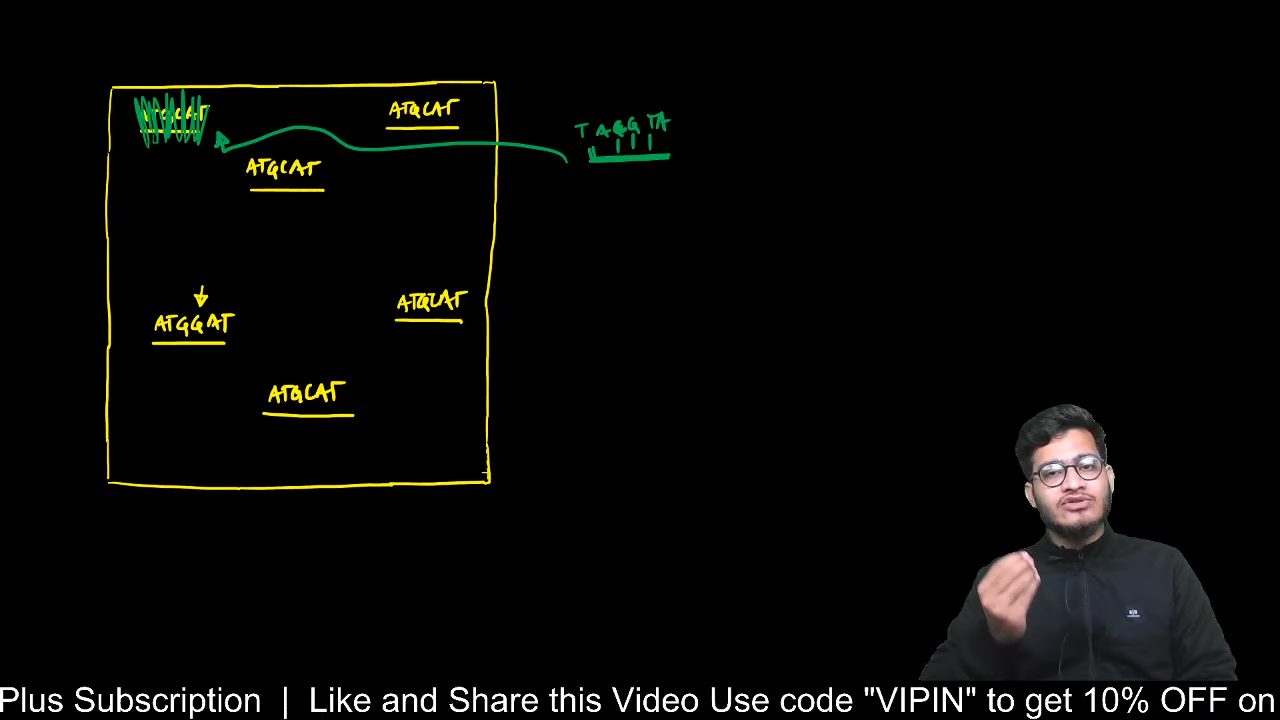 ATGCAT
TAGGTA
ATGCAT
ATGCAT
ATGGAT
ATGCAT
Plus Subscription | Like and Share this Video Use code "VIPIN" to get 10% OFF on